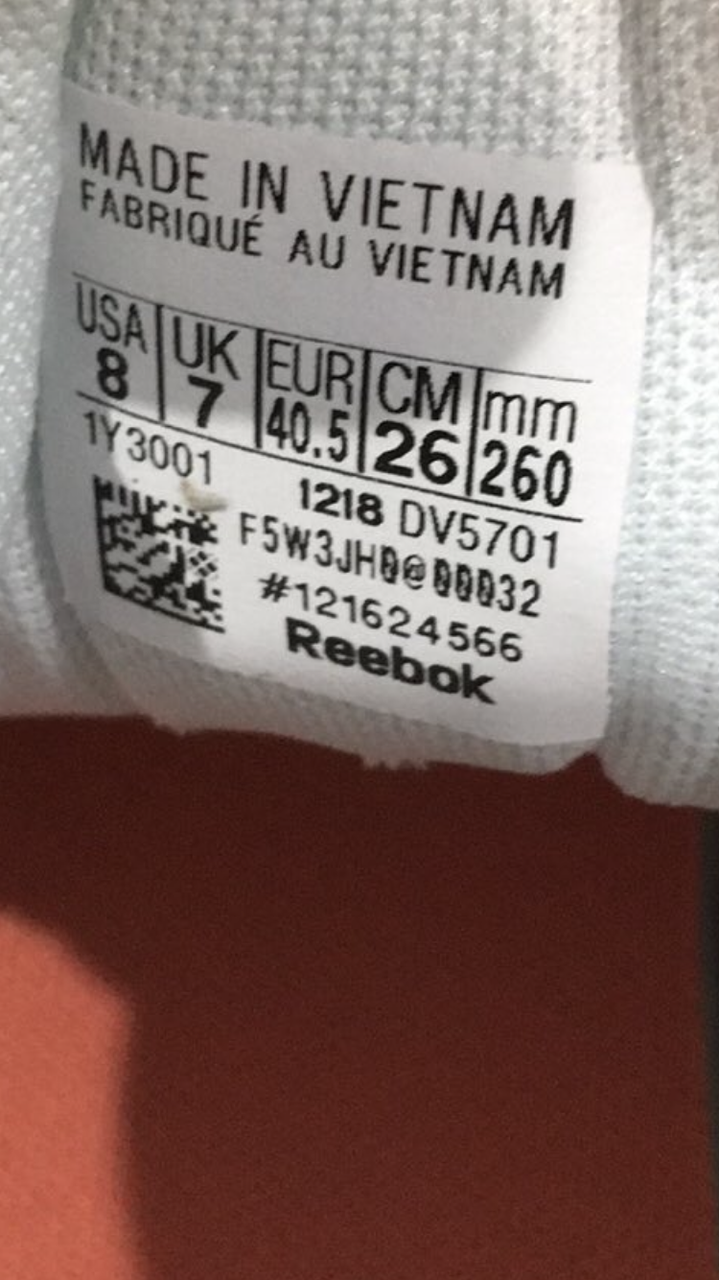 MADE IN VIETNAM
FABRIQUÉ AU VIETNAM
USA UK EUR CM mm
8 7 40.5 26 260
1Y3001 1218 DV5701
F5W3JH0@00032
#121624566
Reebok